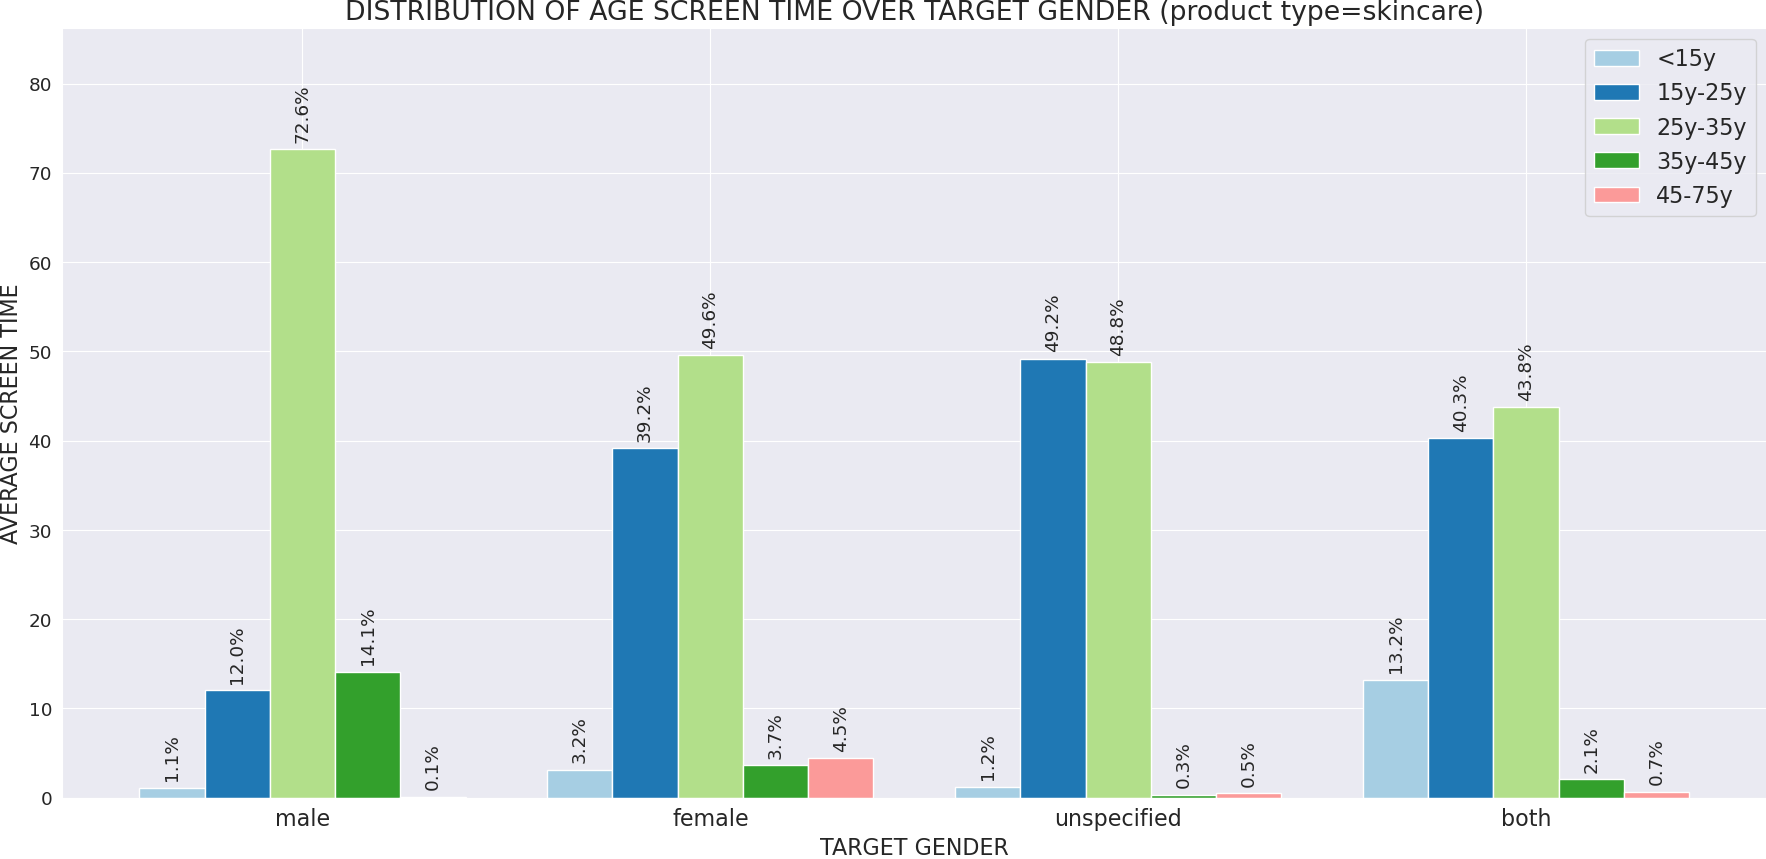 DISTRIBUTION OF AGE SCREEN TIME OVER TARGET GENDER (product type=skincare)
<15y
15y-25y
25y-35y
35y-45y
45-75y
AVERAGE SCREEN TIME
80
70
60
50
40
30
20
10
0
1.1%
12.0%
72.6%
14.1%
0.1%
3.2%
39.2%
49.6%
3.7%
4.5%
1.2%
49.2%
48.8%
0.3%
0.5%
13.2%
40.3%
43.8%
2.1%
0.7%
male
female
unspecified
both
TARGET GENDER